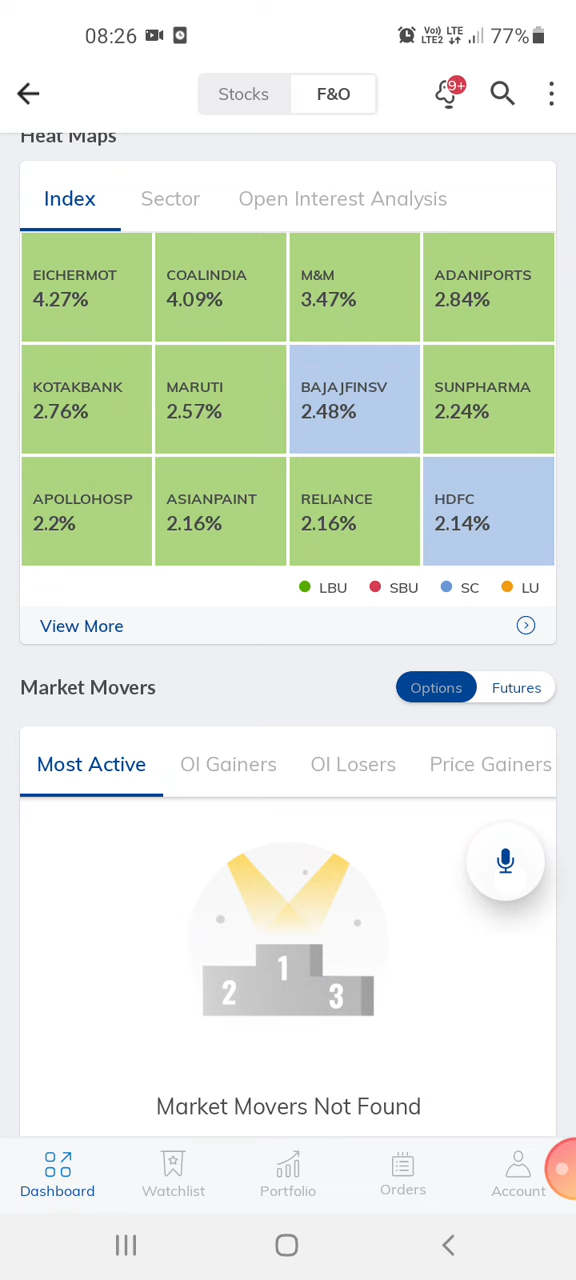 08:26 Vo) LTE LTE2 77%
Stocks F&O 9+
Heat Maps
Index Sector Open Interest Analysis
EICHERMOT COALINDIA M&M ADANIPORTS
4.27% 4.09% 3.47% 2.84%
KOTAKBANK MARUTI BAJAJFINSV SUNPHARMA
2.76% 2.57% 2.48% 2.24%
APOLLOHOSP ASIANPAINT RELIANCE HDFC
2.2% 2.16% 2.16% 2.14%
LBU SBU SC LU
View More
Market Movers Options Futures
Most Active OI Gainers OI Losers Price Gainers
1
2 3
Market Movers Not Found
Dashboard Watchlist Portfolio Orders Account